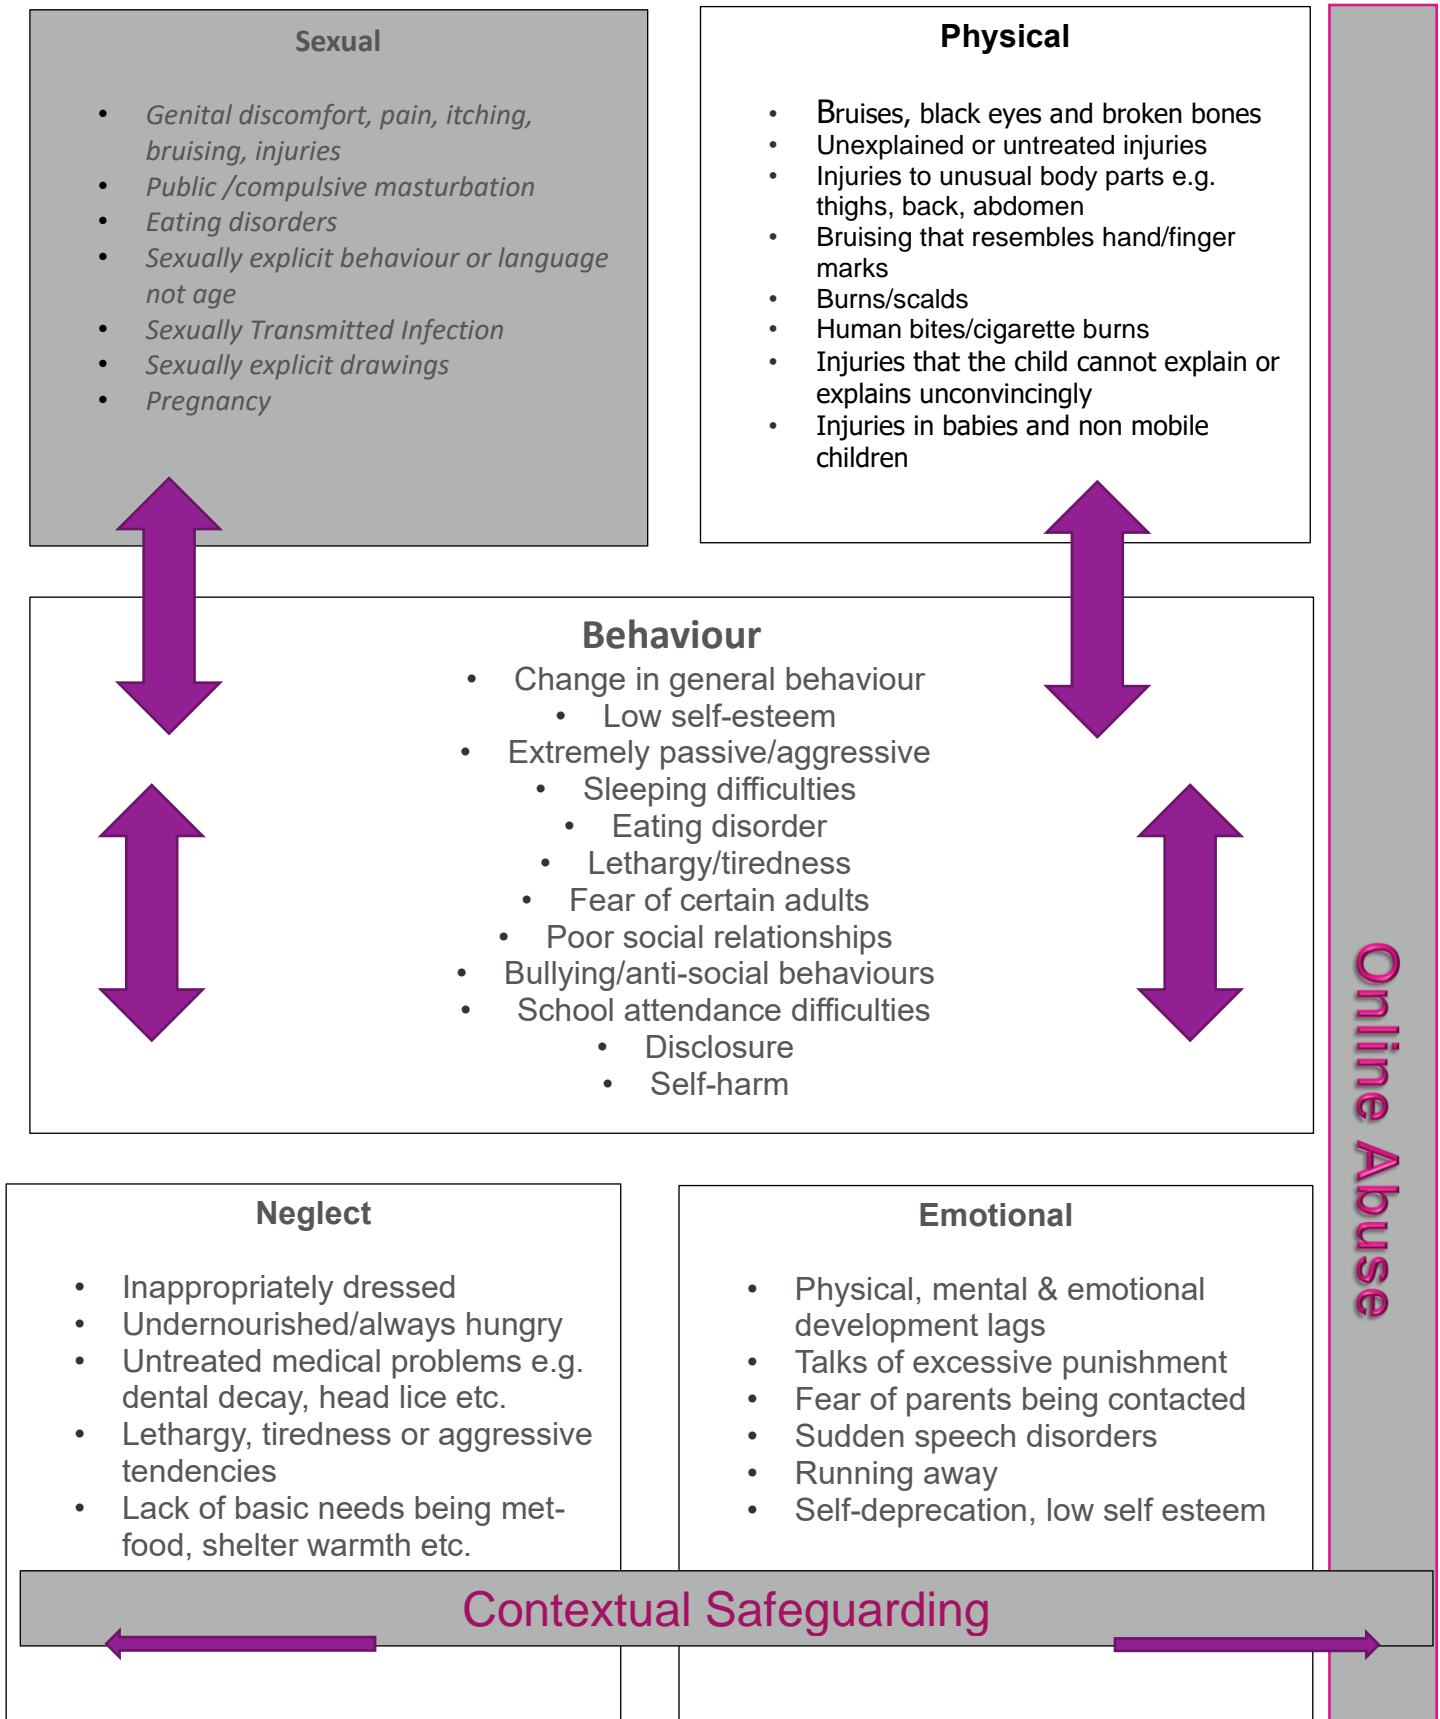 Sexual
• Genital discomfort, pain, itching,
bruising, injuries
• Public /compulsive masturbation
• Eating disorders
• Sexually explicit behaviour or language
not age
• Sexually Transmitted Infection
• Sexually explicit drawings
• Pregnancy
Physical
• Bruises, black eyes and broken bones
• Unexplained or untreated injuries
• Injuries to unusual body parts e.g.
thighs, back, abdomen
• Bruising that resembles hand/finger
marks
• Burns/scalds
• Human bites/cigarette burns
• Injuries that the child cannot explain or
explains unconvincingly
• Injuries in babies and non mobile
children
Behaviour
• Change in general behaviour
• Low self-esteem
• Extremely passive/aggressive
• Sleeping difficulties
• Eating disorder
• Lethargy/tiredness
• Fear of certain adults
• Poor social relationships
• Bullying/anti-social behaviours
• School attendance difficulties
• Disclosure
• Self-harm
Neglect
• Inappropriately dressed
• Undernourished/always hungry
• Untreated medical problems e.g.
dental decay, head lice etc.
• Lethargy, tiredness or aggressive
tendencies
• Lack of basic needs being met-
food, shelter warmth etc.
Emotional
• Physical, mental & emotional
development lags
• Talks of excessive punishment
• Fear of parents being contacted
• Sudden speech disorders
• Running away
• Self-deprecation, low self esteem
Contextual Safeguarding
Online Abuse